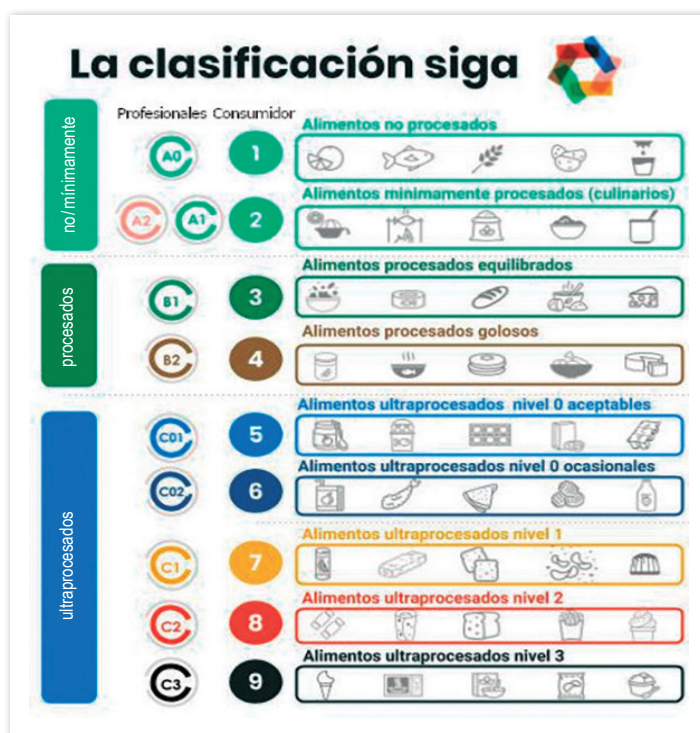 La clasificación siga
Profesionales Consumidor
no/mínimamente
A0 1 Alimentos no procesados
A2 A1 2 Alimentos minimamente procesados (culinarios)
procesados
B1 3 Alimentos procesados equilibrados
B2 4 Alimentos procesados golosos
ultraprocesados
C01 5 Alimentos ultraprocesados nivel 0 aceptables
C02 6 Alimentos ultraprocesados nivel 0 ocasionales
C1 7 Alimentos ultraprocesados nivel 1
C2 8 Alimentos ultraprocesados nivel 2
C3 9 Alimentos ultraprocesados nivel 3